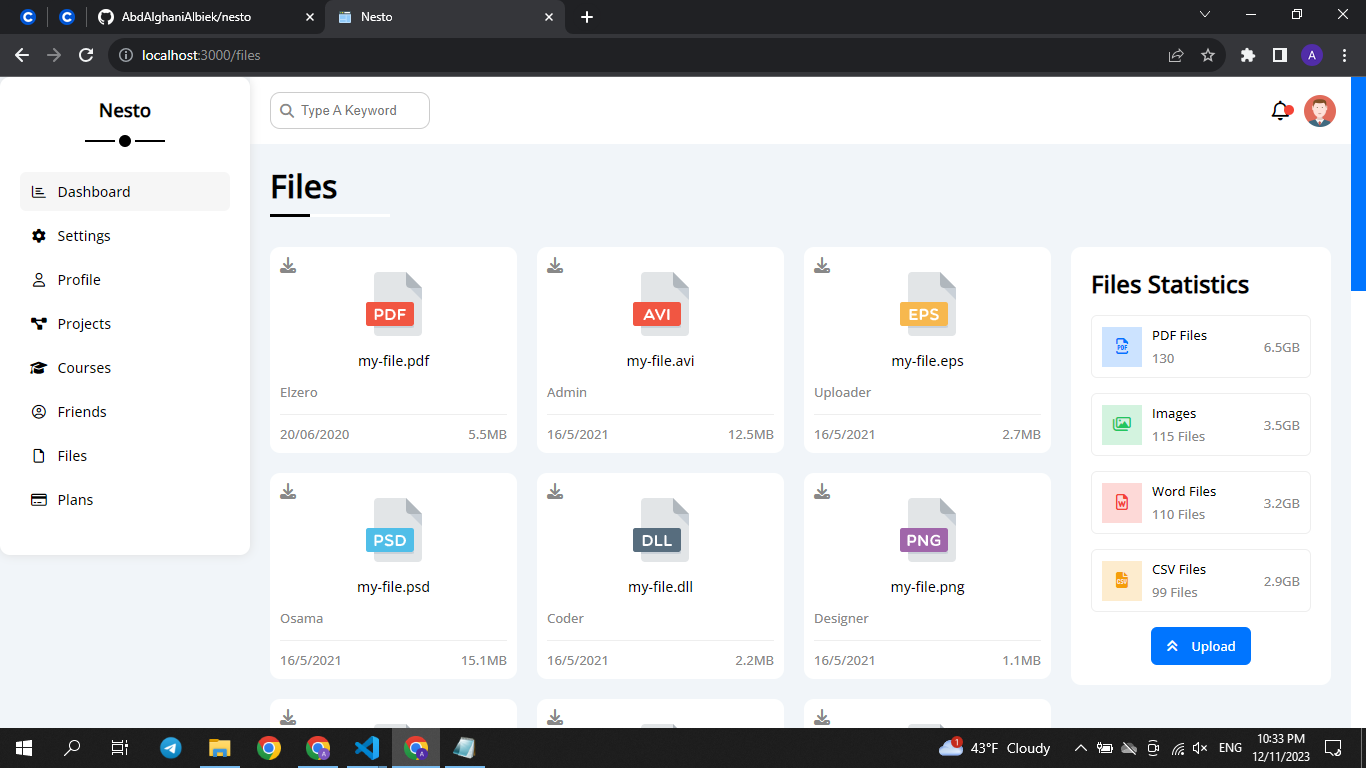 AbdAlghaniAlbiek/nesto
Nesto
localhost:3000/files
A
Nesto
Type A Keyword
Dashboard
Settings
Profile
Projects
Courses
Friends
Files
Plans
Files
PDF
my-file.pdf
Elzero
20/06/2020 5.5MB
AVI
my-file.avi
Admin
16/5/2021 12.5MB
EPS
my-file.eps
Uploader
16/5/2021 2.7MB
PSD
my-file.psd
Osama
16/5/2021 15.1MB
DLL
my-file.dll
Coder
16/5/2021 2.2MB
PNG
my-file.png
Designer
16/5/2021 1.1MB
Files Statistics
PDF
PDF Files
130
6.5GB
Images
115 Files
3.5GB
W
Word Files
110 Files
3.2GB
CSV
CSV Files
99 Files
2.9GB
Upload
1
43°F Cloudy
ENG
10:33 PM
12/11/2023